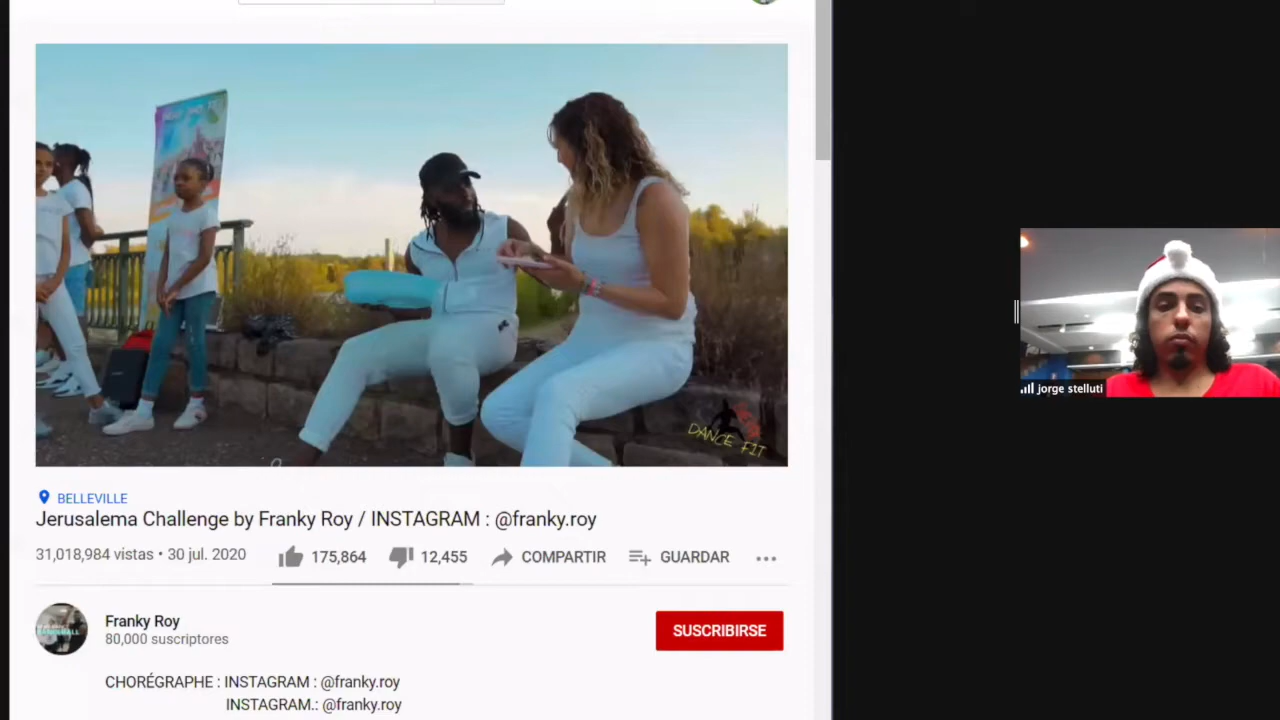 DANCE FIT
BELLEVILLE
Jerusalema Challenge by Franky Roy / INSTAGRAM : @franky.roy
31,018,984 vistas • 30 jul. 2020
175,864
12,455
COMPARTIR
GUARDAR
Franky Roy
80,000 suscriptores
SUSCRIBIRSE
CHORÉGRAPHE : INSTAGRAM : @franky.roy
INSTAGRAM.: @franky.roy
jorge stelluti